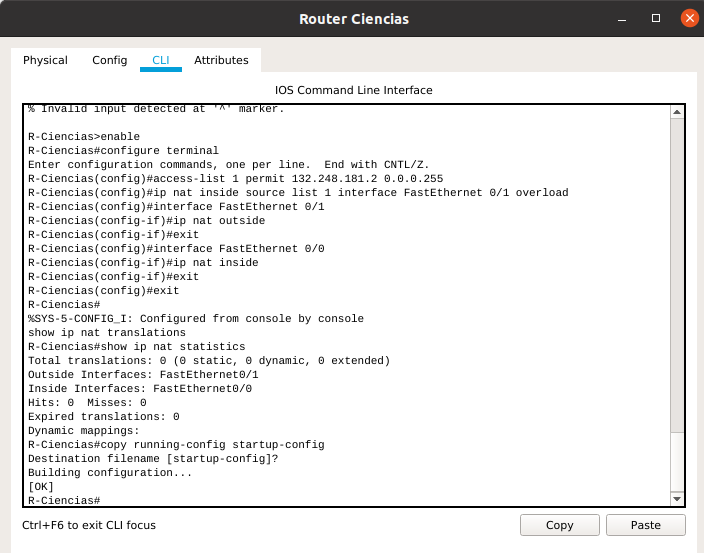 Router Ciencias
Physical Config CLI Attributes
IOS Command Line Interface
% Invalid input detected at '^' marker.
R-Ciencias>enable
R-Ciencias#configure terminal
Enter configuration commands, one per line.  End with CNTL/Z.
R-Ciencias(config)#access-list 1 permit 132.248.181.2 0.0.0.255
R-Ciencias(config)#ip nat inside source list 1 interface FastEthernet 0/1 overload
R-Ciencias(config)#interface FastEthernet 0/1
R-Ciencias(config-if)#ip nat outside
R-Ciencias(config-if)#exit
R-Ciencias(config)#interface FastEthernet 0/0
R-Ciencias(config-if)#ip nat inside
R-Ciencias(config-if)#exit
R-Ciencias(config)#exit
R-Ciencias#
%SYS-5-CONFIG_I: Configured from console by console
show ip nat translations
R-Ciencias#show ip nat statistics
Total translations: 0 (0 static, 0 dynamic, 0 extended)
Outside Interfaces: FastEthernet0/1
Inside Interfaces: FastEthernet0/0
Hits: 0  Misses: 0
Expired translations: 0
Dynamic mappings:
R-Ciencias#copy running-config startup-config
Destination filename [startup-config]?
Building configuration...
[OK]
R-Ciencias#
Ctrl+F6 to exit CLI focus
Copy Paste